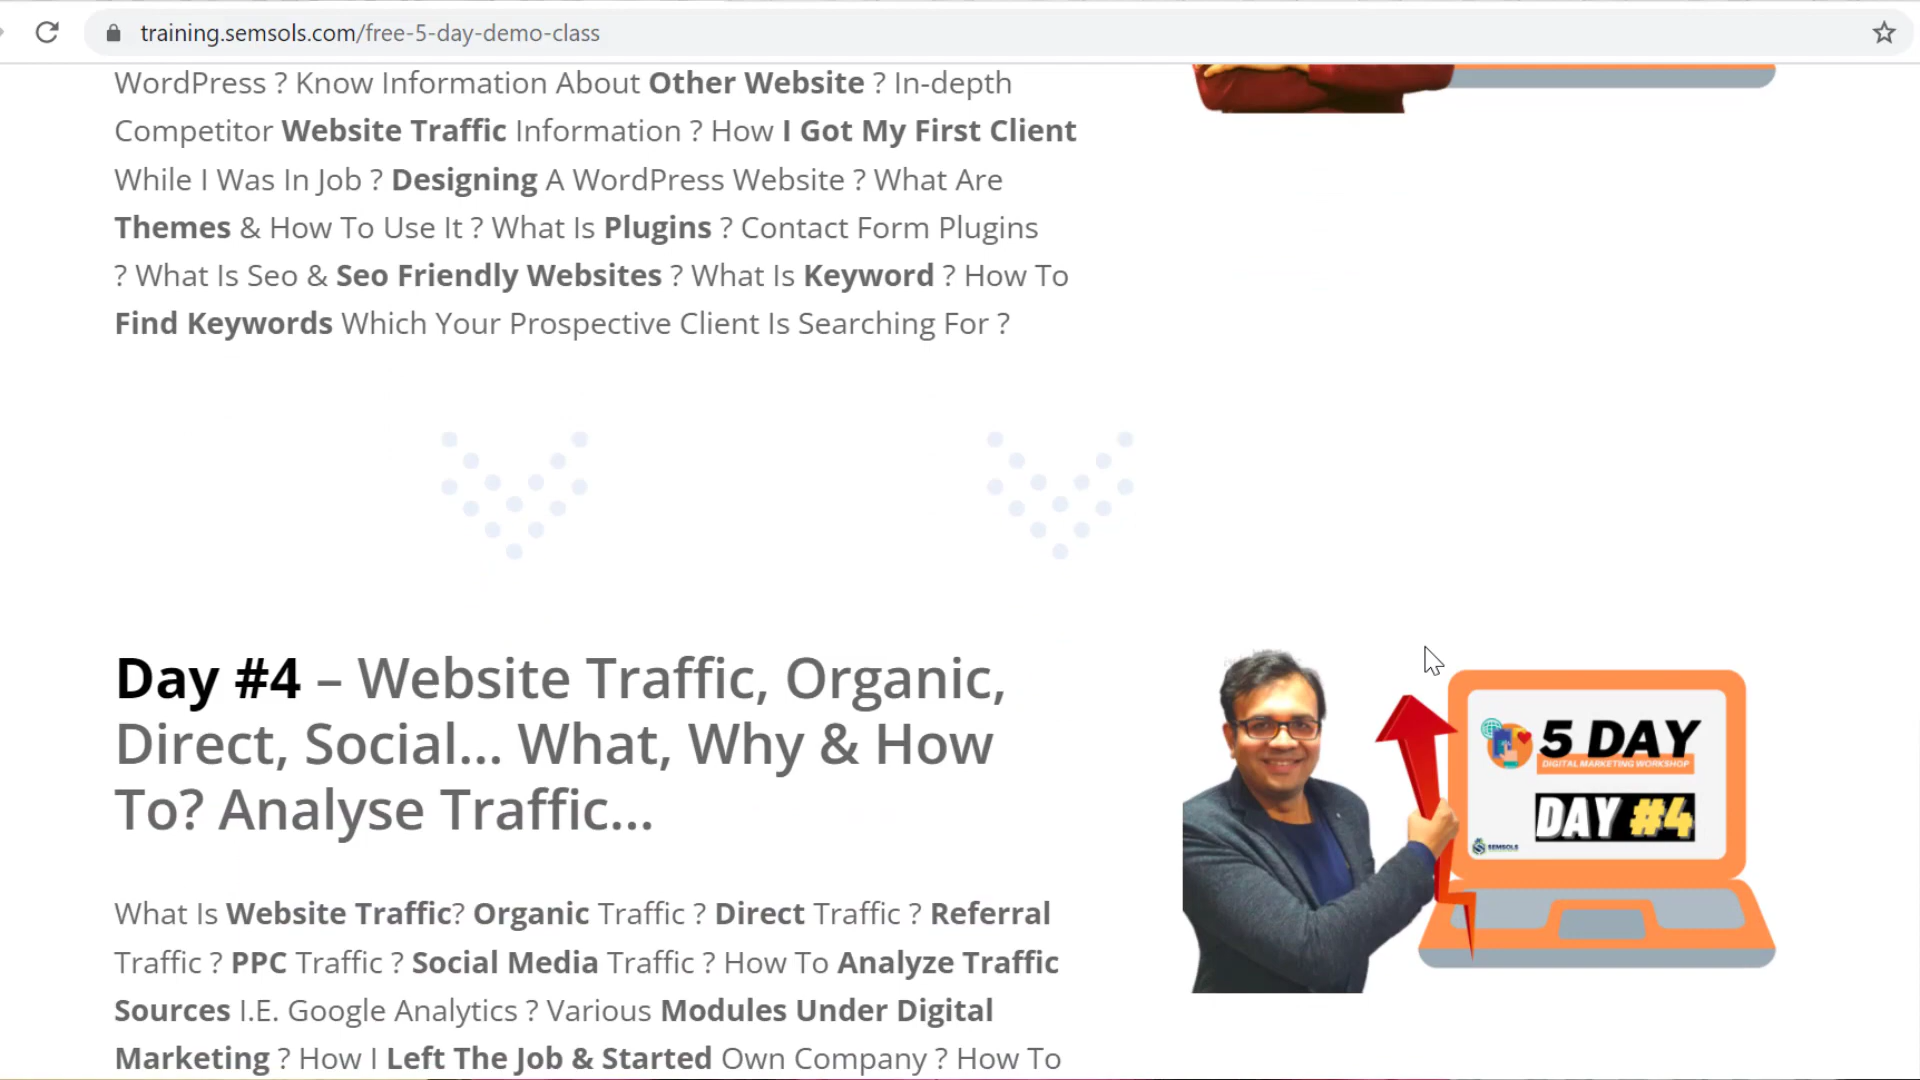 training.semsols.com/free-5-day-demo-class
WordPress ? Know Information About Other Website ? In-depth
Competitor Website Traffic Information ? How I Got My First Client
While I Was In Job ? Designing A WordPress Website ? What Are
Themes & How To Use It ? What Is Plugins ? Contact Form Plugins
? What Is Seo & Seo Friendly Websites ? What Is Keyword ? How To
Find Keywords Which Your Prospective Client Is Searching For ?
Day #4 – Website Traffic, Organic,
Direct, Social... What, Why & How
To? Analyse Traffic...
5 DAY
DIGITAL MARKETING WORKSHOP
DAY #4
SEMSOLS
What Is Website Traffic? Organic Traffic ? Direct Traffic ? Referral
Traffic ? PPC Traffic ? Social Media Traffic ? How To Analyze Traffic
Sources I.E. Google Analytics ? Various Modules Under Digital
Marketing ? How I Left The Job & Started Own Company ? How To